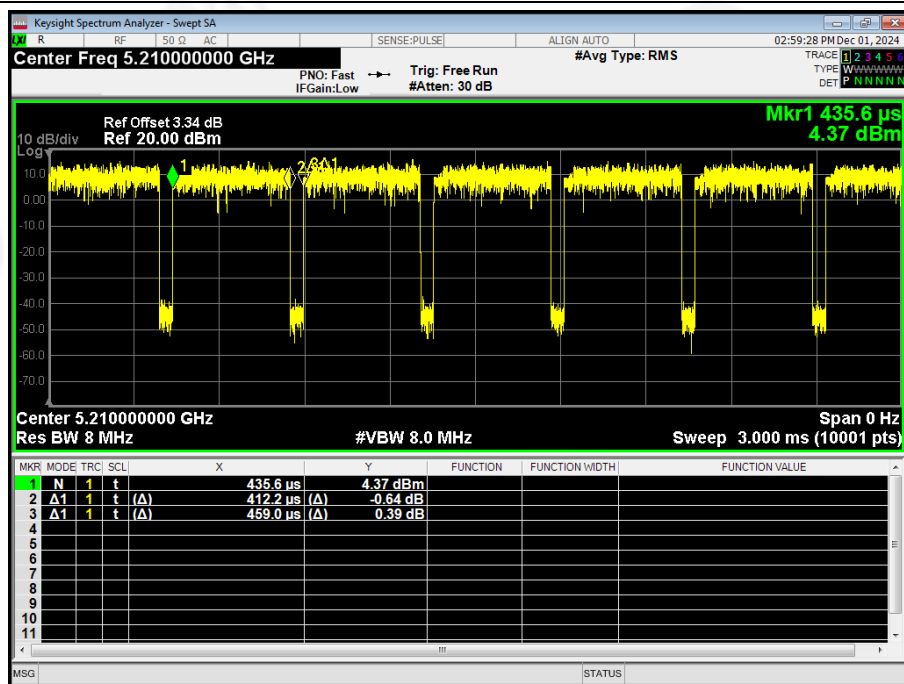 Keysight Spectrum Analyzer - Swept SA
LXI R RF 50 Ω AC SENSE:PULSE ALIGN AUTO 02:59:28 PM Dec 01, 2024
Center Freq 5.210000000 GHz
#Avg Type: RMS
TRACE 1 2 3 4 5 6
PNO: Fast Trig: Free Run
TYPE WWWWWW
IFGain:Low #Atten: 30 dB
DET P NNNNN
Mkr1 435.6 µs
4.37 dBm
Ref Offset 3.34 dB
10 dB/div Ref 20.00 dBm
Log
1
10.0
0.00
-10.0
-20.0
-30.0
-40.0
-50.0
-60.0
-70.0
Center 5.210000000 GHz Span 0 Hz
Res BW 8 MHz #VBW 8.0 MHz Sweep 3.000 ms (10001 pts)
MKR MODE TRC SCL X Y FUNCTION FUNCTION WIDTH FUNCTION VALUE
1 N 1 t 435.6 µs 4.37 dBm
2 Δ1 1 t (Δ) 412.2 µs (Δ) -0.64 dB
3 Δ1 1 t (Δ) 459.0 µs (Δ) 0.39 dB
4
5
6
7
8
9
10
11
MSG STATUS